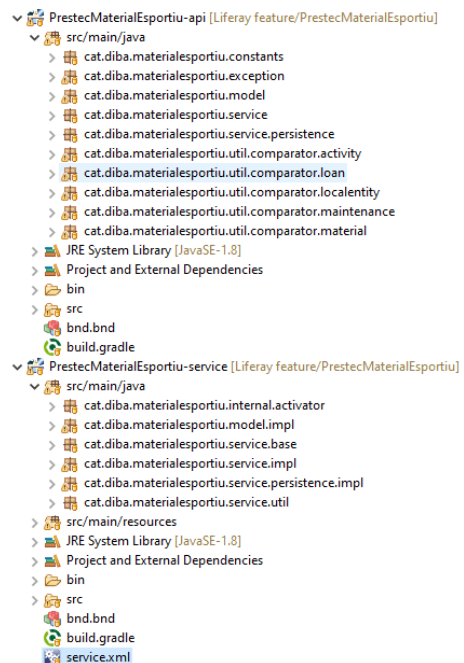 PrestecMaterialEsportiu-api [Liferay feature/PrestecMaterialEsportiu]
src/main/java
cat.diba.materialesportiu.constants
cat.diba.materialesportiu.exception
cat.diba.materialesportiu.model
cat.diba.materialesportiu.service
cat.diba.materialesportiu.service.persistence
cat.diba.materialesportiu.util.comparator.activity
cat.diba.materialesportiu.util.comparator.loan
cat.diba.materialesportiu.util.comparator.localentity
cat.diba.materialesportiu.util.comparator.maintenance
cat.diba.materialesportiu.util.comparator.material
JRE System Library [JavaSE-1.8]
Project and External Dependencies
bin
src
bnd.bnd
build.gradle
PrestecMaterialEsportiu-service [Liferay feature/PrestecMaterialEsportiu]
src/main/java
cat.diba.materialesportiu.internal.activator
cat.diba.materialesportiu.model.impl
cat.diba.materialesportiu.service.base
cat.diba.materialesportiu.service.impl
cat.diba.materialesportiu.service.persistence.impl
cat.diba.materialesportiu.service.util
src/main/resources
JRE System Library [JavaSE-1.8]
Project and External Dependencies
bin
src
bnd.bnd
build.gradle
service.xml